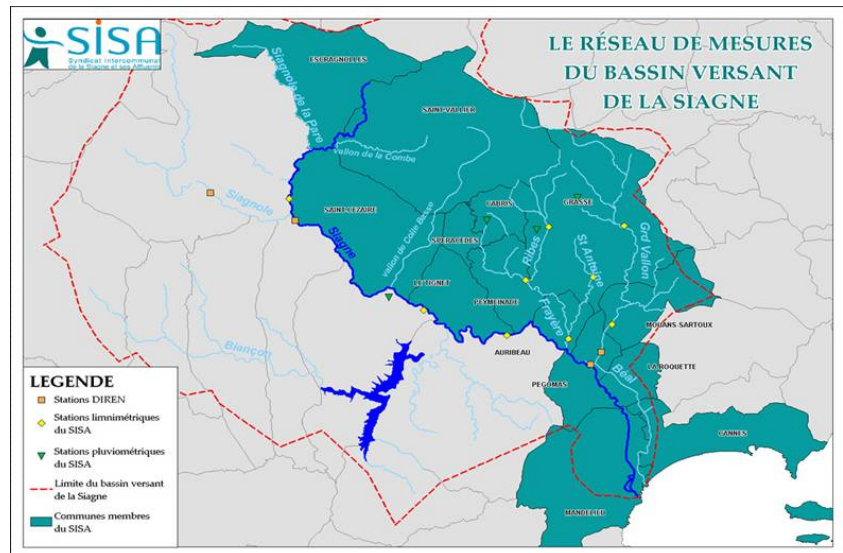 SISA
Syndicat Intercommunal
de la Siagne et ses Affluents
LE RÉSEAU DE MESURES
DU BASSIN VERSANT
DE LA SIAGNE
ESCRAGNOLLES
Siagnole de la Pare
SAINT-VALLIER
vallon de la Combe
Siagnole
SAINT-CEZAIRE
Siagne
vallon de Côte Basse
CABRIS
GRASSE
SPERACEDES
Ribes
St Antoine
Grd Vallon
LE TIGNET
PEYMEINADE
Frayère
MOUANS-SARTOUX
AURIBEAU
Biançon
LA ROQUETTE
Béal
PEGOMAS
CANNES
MANDELIEU
LEGENDE
Stations DIREN
Stations limnimétriques
du SISA
Stations pluviométriques
du SISA
Limite du bassin versant
de la Siagne
Communes membres
du SISA